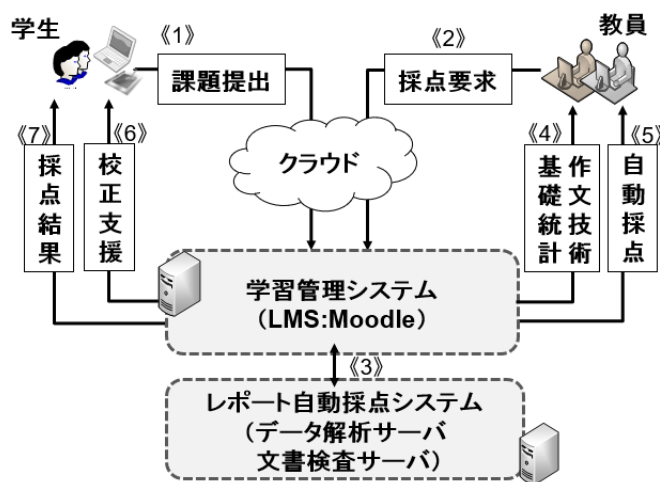 学生
《1》
課題提出
《2》
採点要求
教員
クラウド
《7》
採点結果
《6》
校正支援
《4》
作文技術
基礎統計
《5》
自動採点
学習管理システム
（LMS:Moodle）
《3》
レポート自動採点システム
（データ解析サーバ
文書検査サーバ）